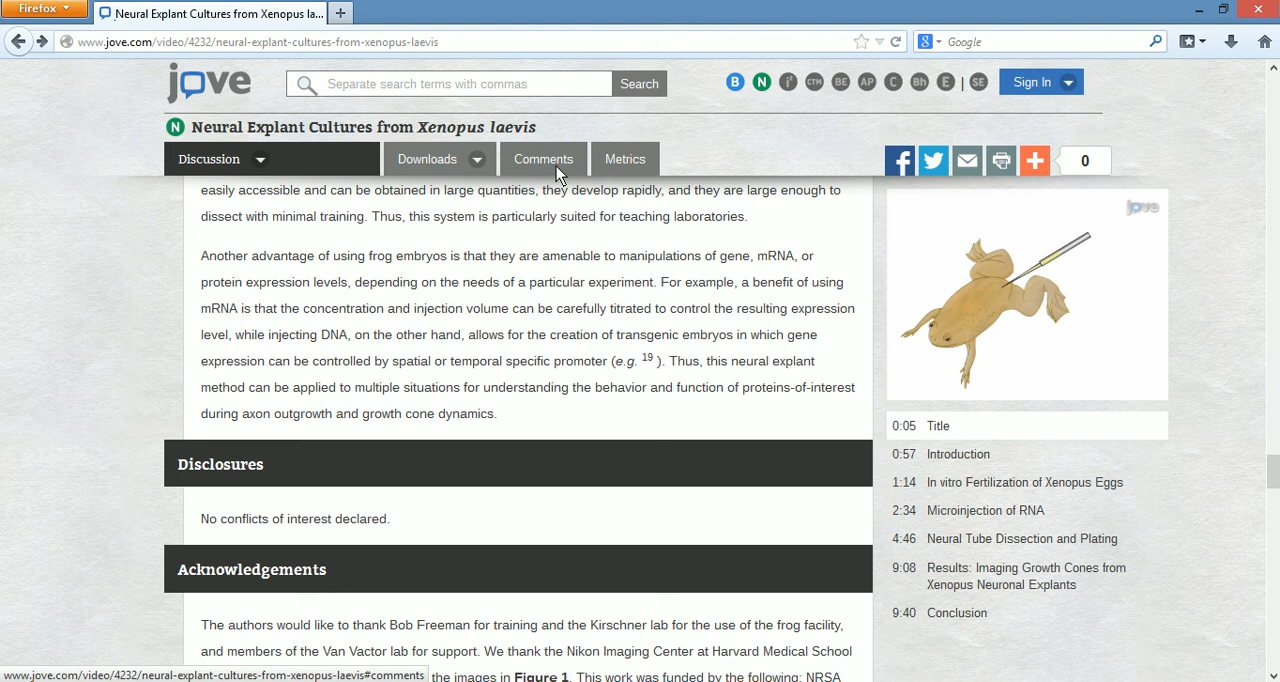 Firefox
Neural Explant Cultures from Xenopus la...
www.jove.com/video/4232/neural-explant-cultures-from-xenopus-laevis
Google
jove
Separate search terms with commas
Search
B N i² CTM BE AP C Bh E | SE
Sign In
N Neural Explant Cultures from Xenopus laevis
Discussion
Downloads
Comments
Metrics
0
easily accessible and can be obtained in large quantities, they develop rapidly, and they are large enough to
dissect with minimal training. Thus, this system is particularly suited for teaching laboratories.
Another advantage of using frog embryos is that they are amenable to manipulations of gene, mRNA, or
protein expression levels, depending on the needs of a particular experiment. For example, a benefit of using
mRNA is that the concentration and injection volume can be carefully titrated to control the resulting expression
level, while injecting DNA, on the other hand, allows for the creation of transgenic embryos in which gene
expression can be controlled by spatial or temporal specific promoter (e.g. 19 ). Thus, this neural explant
method can be applied to multiple situations for understanding the behavior and function of proteins-of-interest
during axon outgrowth and growth cone dynamics.
Disclosures
No conflicts of interest declared.
Acknowledgements
The authors would like to thank Bob Freeman for training and the Kirschner lab for the use of the frog facility,
and members of the Van Vactor lab for support. We thank the Nikon Imaging Center at Harvard Medical School
the images in Figure 1. This work was funded by the following: NRSA
jove
0:05 Title
0:57 Introduction
1:14 In vitro Fertilization of Xenopus Eggs
2:34 Microinjection of RNA
4:46 Neural Tube Dissection and Plating
9:08 Results: Imaging Growth Cones from
Xenopus Neuronal Explants
9:40 Conclusion
www.jove.com/video/4232/neural-explant-cultures-from-xenopus-laevis#comments